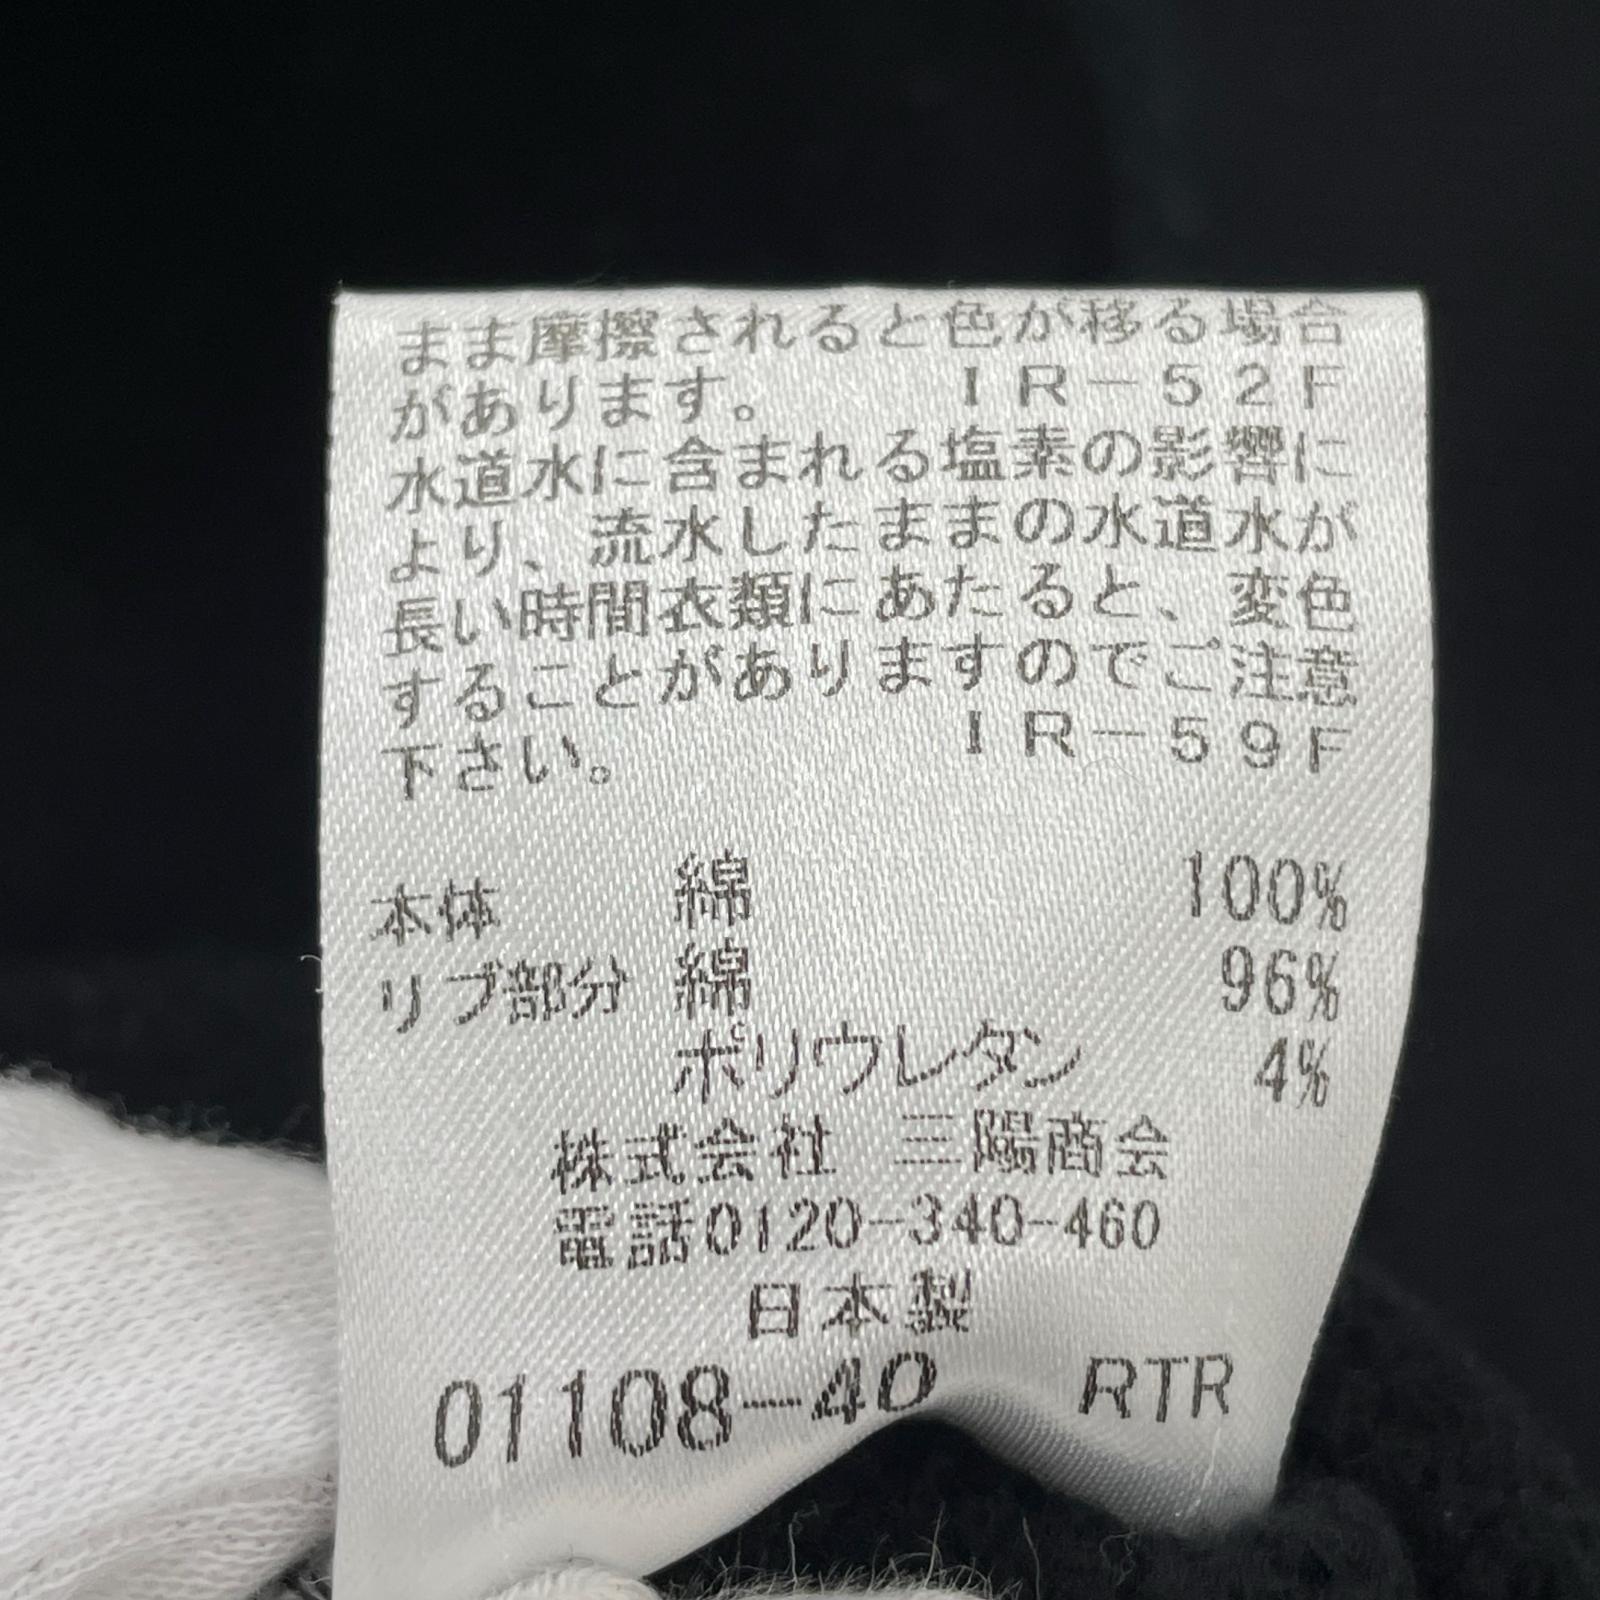 まま摩擦されると色が移る場合
があります。 IR-52F
水道水に含まれる塩素の影響に
より、流水したままの水道水が
長い時間衣類にあたると、変色
することがありますのでご注意
下さい。 IR-59F
本体 綿 100%
リブ部分 綿 96%
ポリウレタン 4%
株式会社 三陽商会
電話0120-340-460
日本製
01108-40 RTR